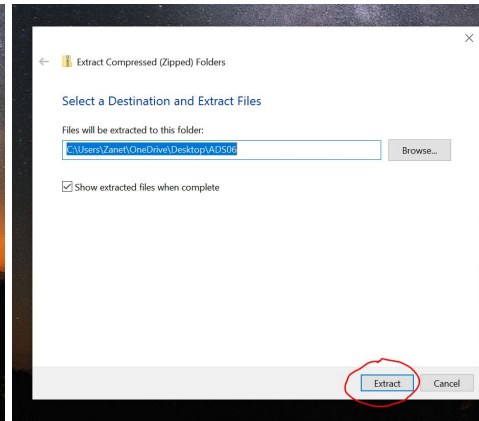 Extract Compressed (Zipped) Folders
Select a Destination and Extract Files
Files will be extracted to this folder:
C:\Users\Zanet\OneDrive\Desktop\ADS06
Browse...
Show extracted files when complete
Extract
Cancel